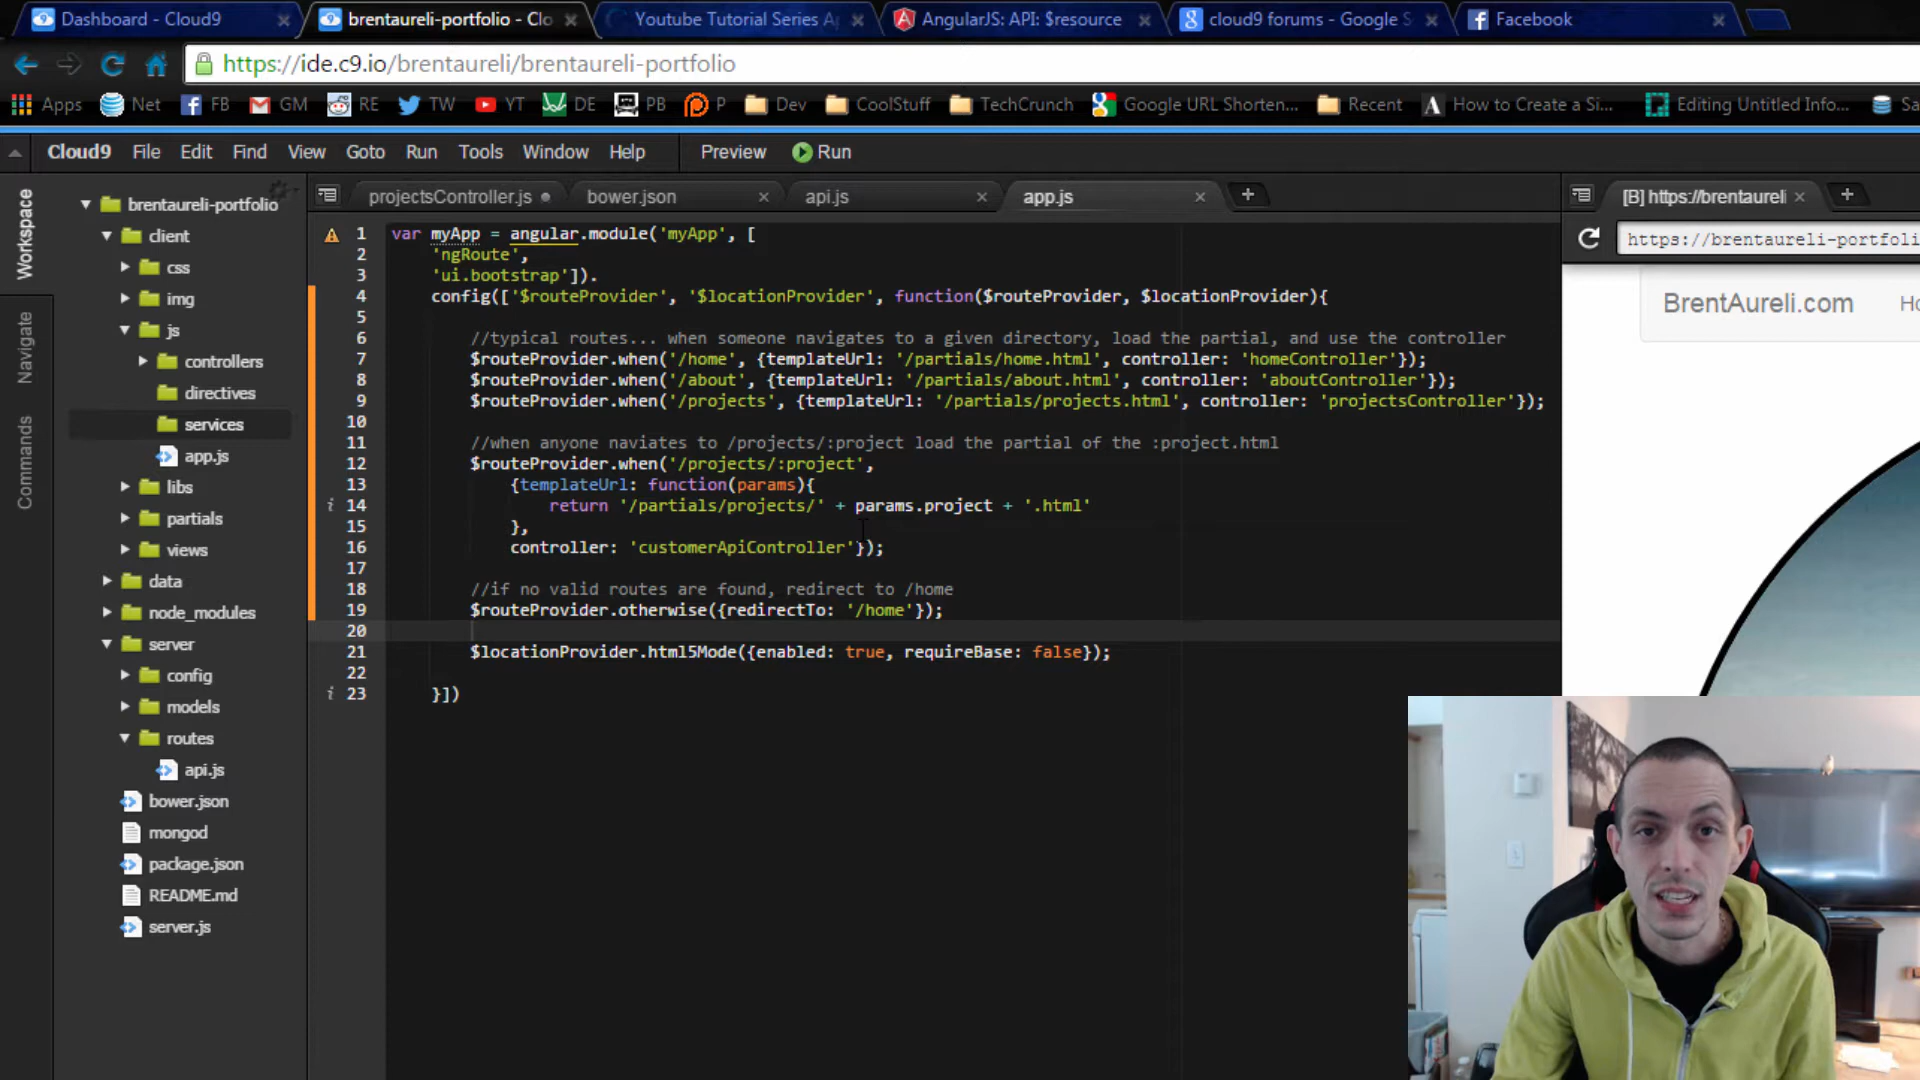 Dashboard - Cloud9
brentaureli-portfolio - Clo
Youtube Tutorial Series A
AngularJS: API: $resource
cloud9 forums - Google S
Facebook
https://ide.c9.io/brentaureli/brentaureli-portfolio
Apps Net FB GM RE TW YT DE PB P Dev CoolStuff TechCrunch Google URL Shorten... Recent How to Create a Si... Editing Untitled Info... Sa
Cloud9 File Edit Find View Goto Run Tools Window Help Preview Run
Workspace
Navigate
Commands
brentaureli-portfolio
client
css
img
js
controllers
directives
services
app.js
libs
partials
views
data
node_modules
server
config
models
routes
api.js
bower.json
mongod
package.json
README.md
server.js
projectsController.js bower.json api.js app.js
1 var myApp = angular.module('myApp', [
2 'ngRoute',
3 'ui.bootstrap']).
4 config(['$routeProvider', '$locationProvider', function($routeProvider, $locationProvider){
5
6 //typical routes... when someone navigates to a given directory, load the partial, and use the controller
7 $routeProvider.when('/home', {templateUrl: '/partials/home.html', controller: 'homeController'});
8 $routeProvider.when('/about', {templateUrl: '/partials/about.html', controller: 'aboutController'});
9 $routeProvider.when('/projects', {templateUrl: '/partials/projects.html', controller: 'projectsController'});
10
11 //when anyone naviates to /projects/:project load the partial of the :project.html
12 $routeProvider.when('/projects/:project',
13 {templateUrl: function(params){
14 return '/partials/projects/' + params.project + '.html'
15 },
16 controller: 'customerApiController'});
17
18 //if no valid routes are found, redirect to /home
19 $routeProvider.otherwise({redirectTo: '/home'});
20
21 $locationProvider.html5Mode({enabled: true, requireBase: false});
22
23 }])
[B] https://brentaureli
https://brentaureli-portfoli
BrentAureli.com Ho